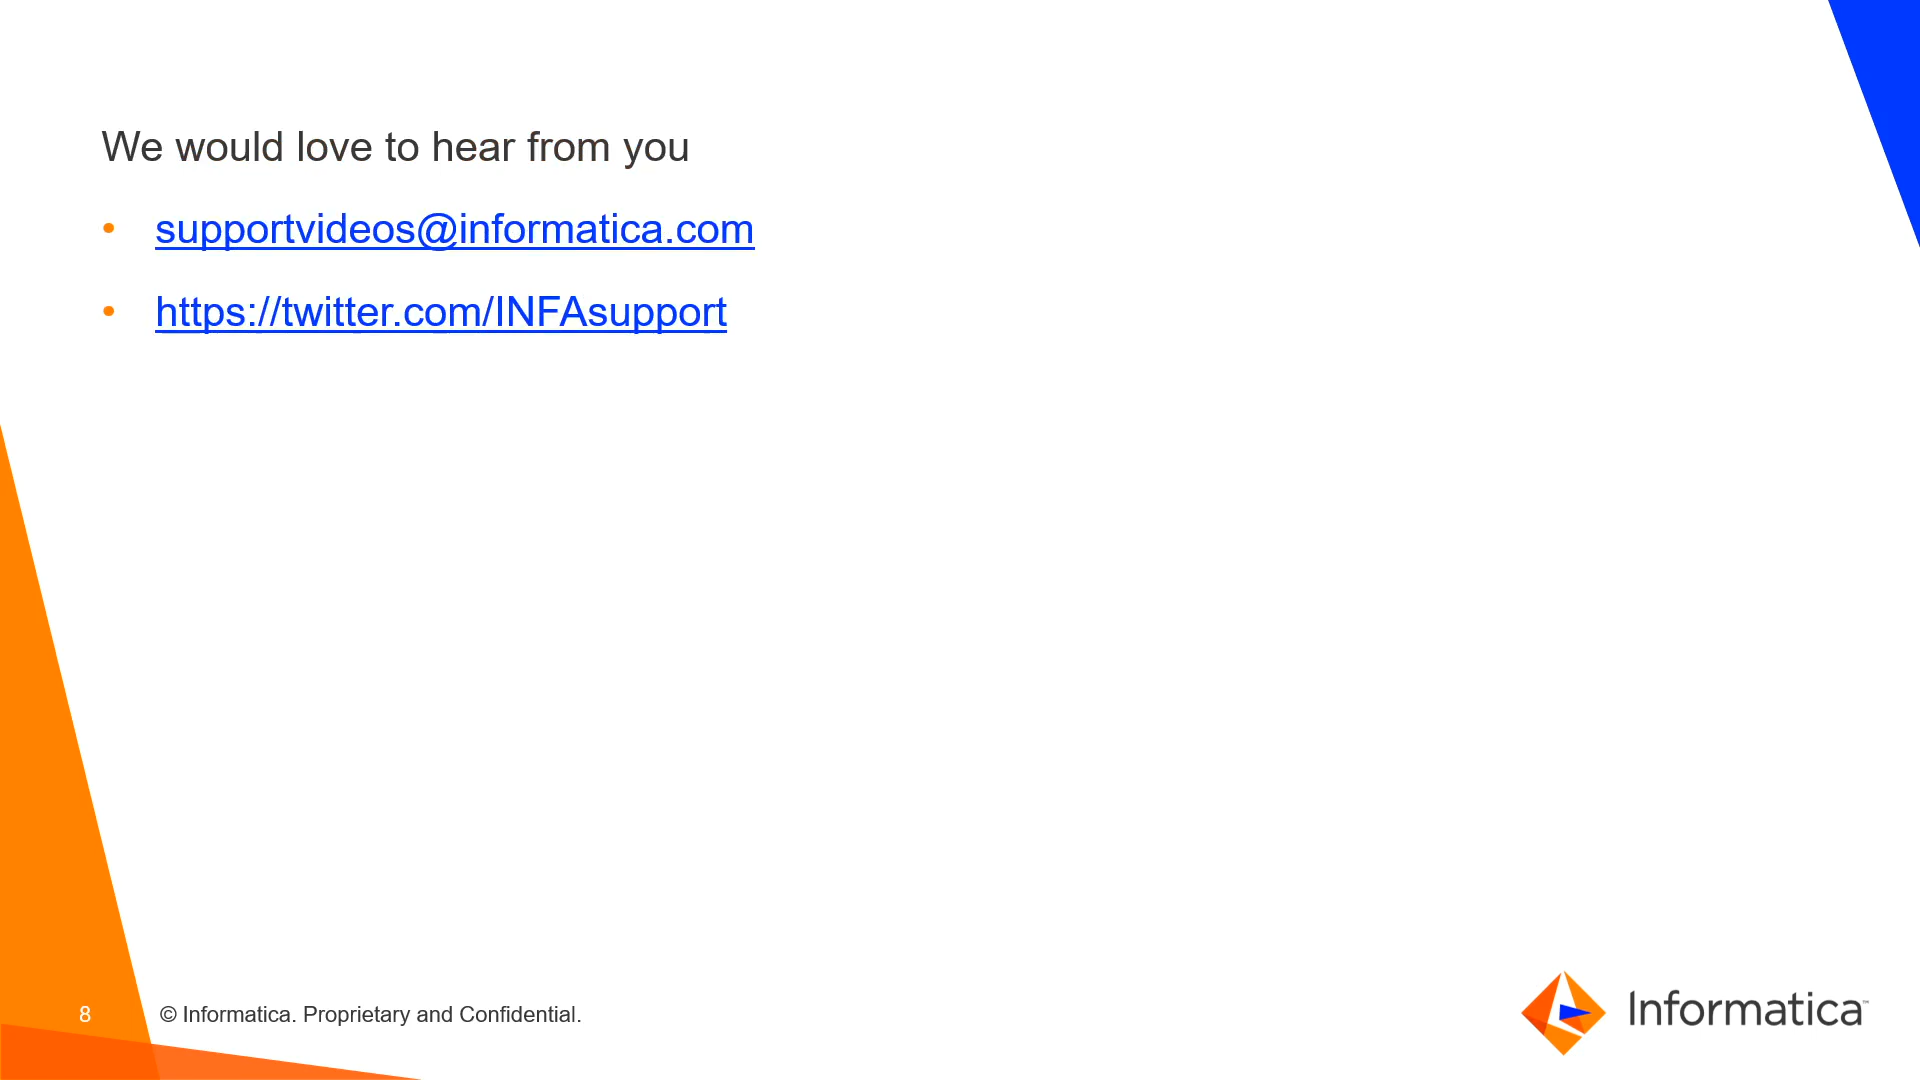 We would love to hear from you
• supportvideos@informatica.com
• https://twitter.com/INFAsupport
8
© Informatica. Proprietary and Confidential.
Informatica™